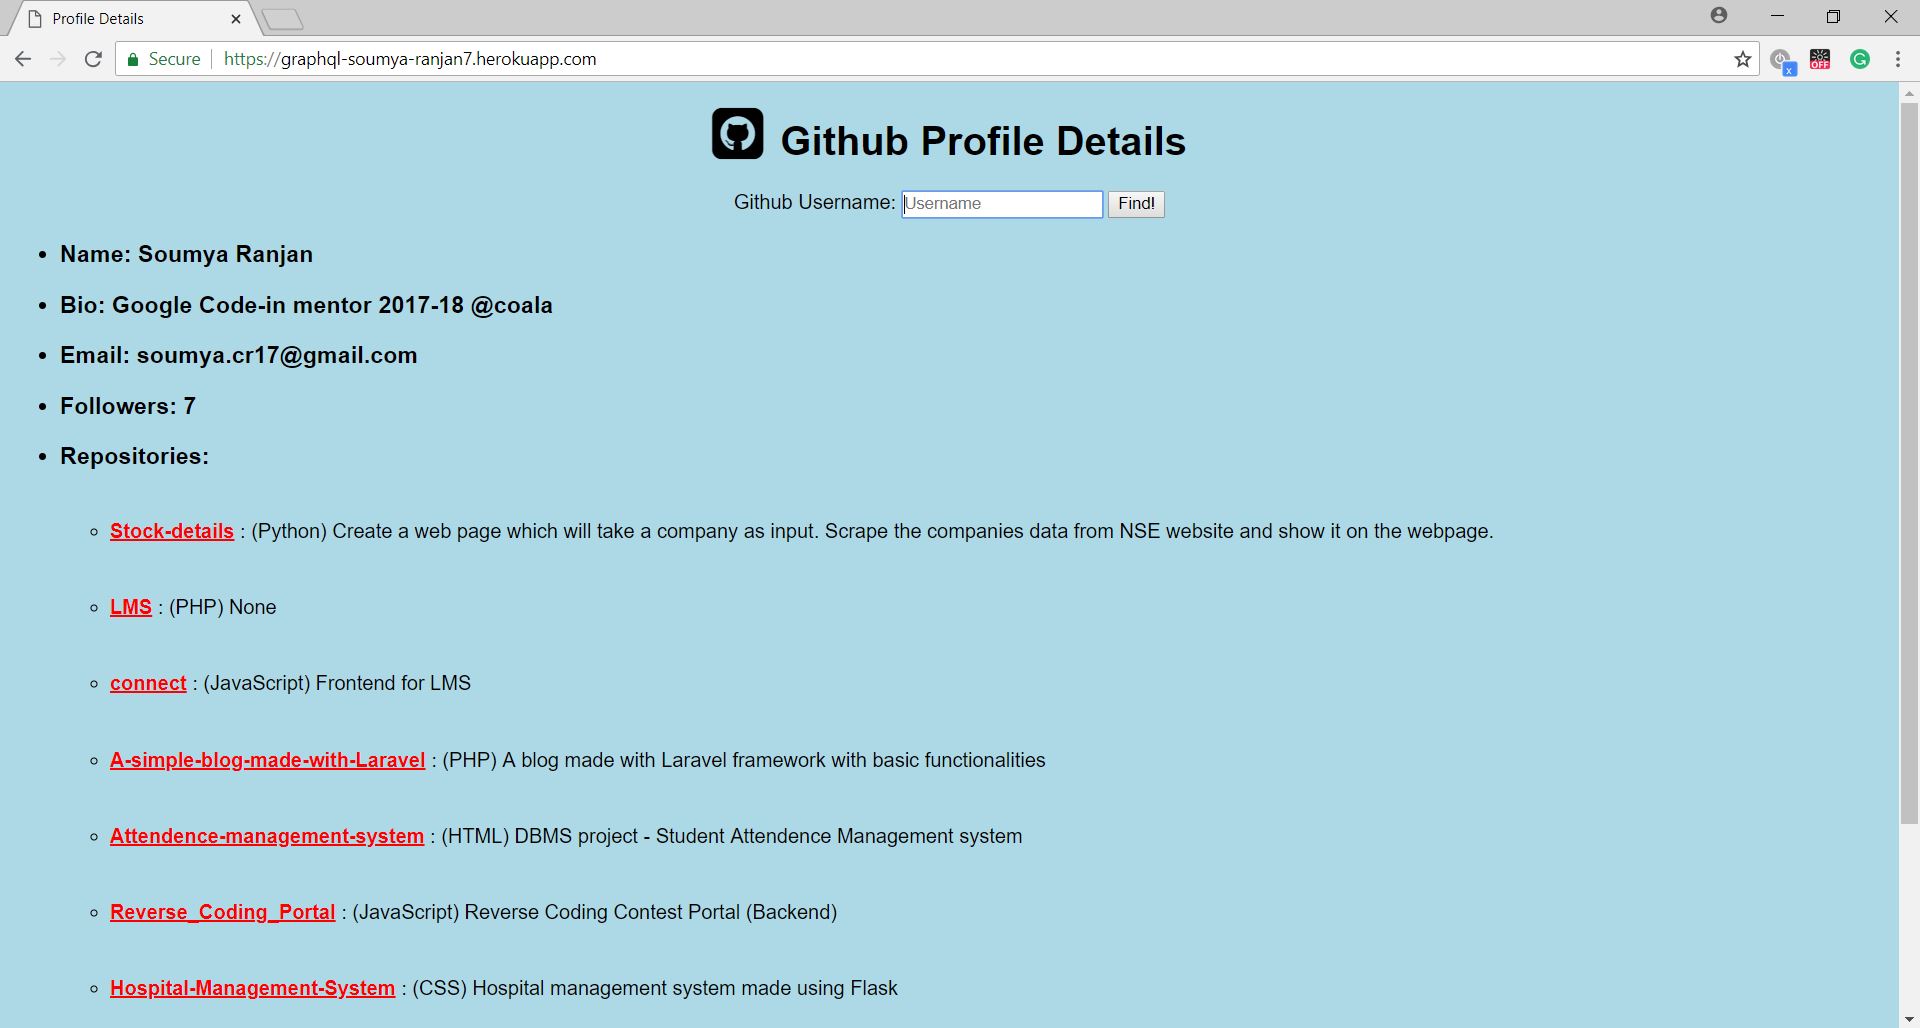 Profile Details
Secure https://graphql-soumya-ranjan7.herokuapp.com
OFF
x
G
Github Profile Details
Github Username: Username Find!
• Name: Soumya Ranjan
• Bio: Google Code-in mentor 2017-18 @coala
• Email: soumya.cr17@gmail.com
• Followers: 7
• Repositories:
◦ Stock-details : (Python) Create a web page which will take a company as input. Scrape the companies data from NSE website and show it on the webpage.
◦ LMS : (PHP) None
◦ connect : (JavaScript) Frontend for LMS
◦ A-simple-blog-made-with-Laravel : (PHP) A blog made with Laravel framework with basic functionalities
◦ Attendence-management-system : (HTML) DBMS project - Student Attendence Management system
◦ Reverse_Coding_Portal : (JavaScript) Reverse Coding Contest Portal (Backend)
◦ Hospital-Management-System : (CSS) Hospital management system made using Flask